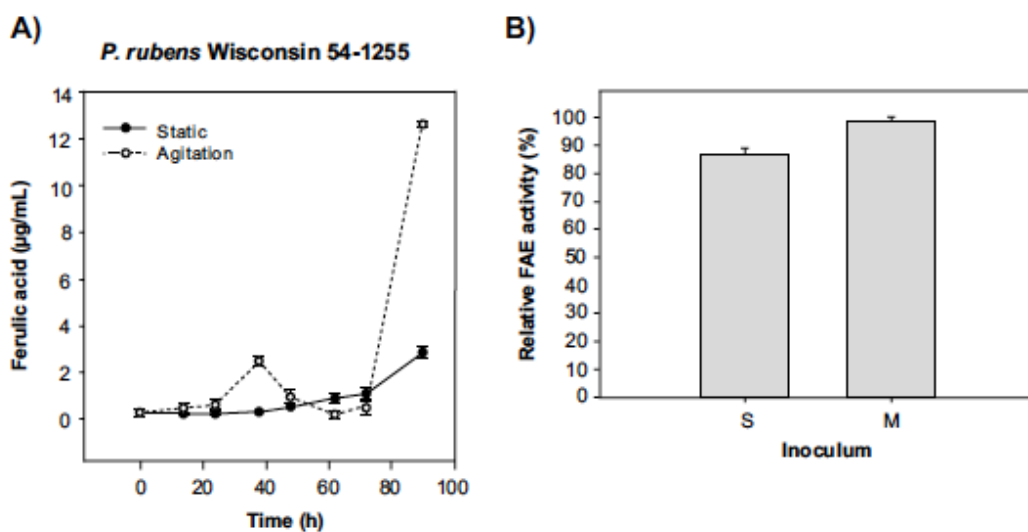 A)
P. rubens Wisconsin 54-1255
14
12
10
8
6
4
2
0
Static
Agitation
Ferulic acid (µg/mL)
0 20 40 60 80 100
Time (h)
B)
100
90
80
70
60
50
40
30
20
10
0
Relative FAE activity (%)
S M
Inoculum